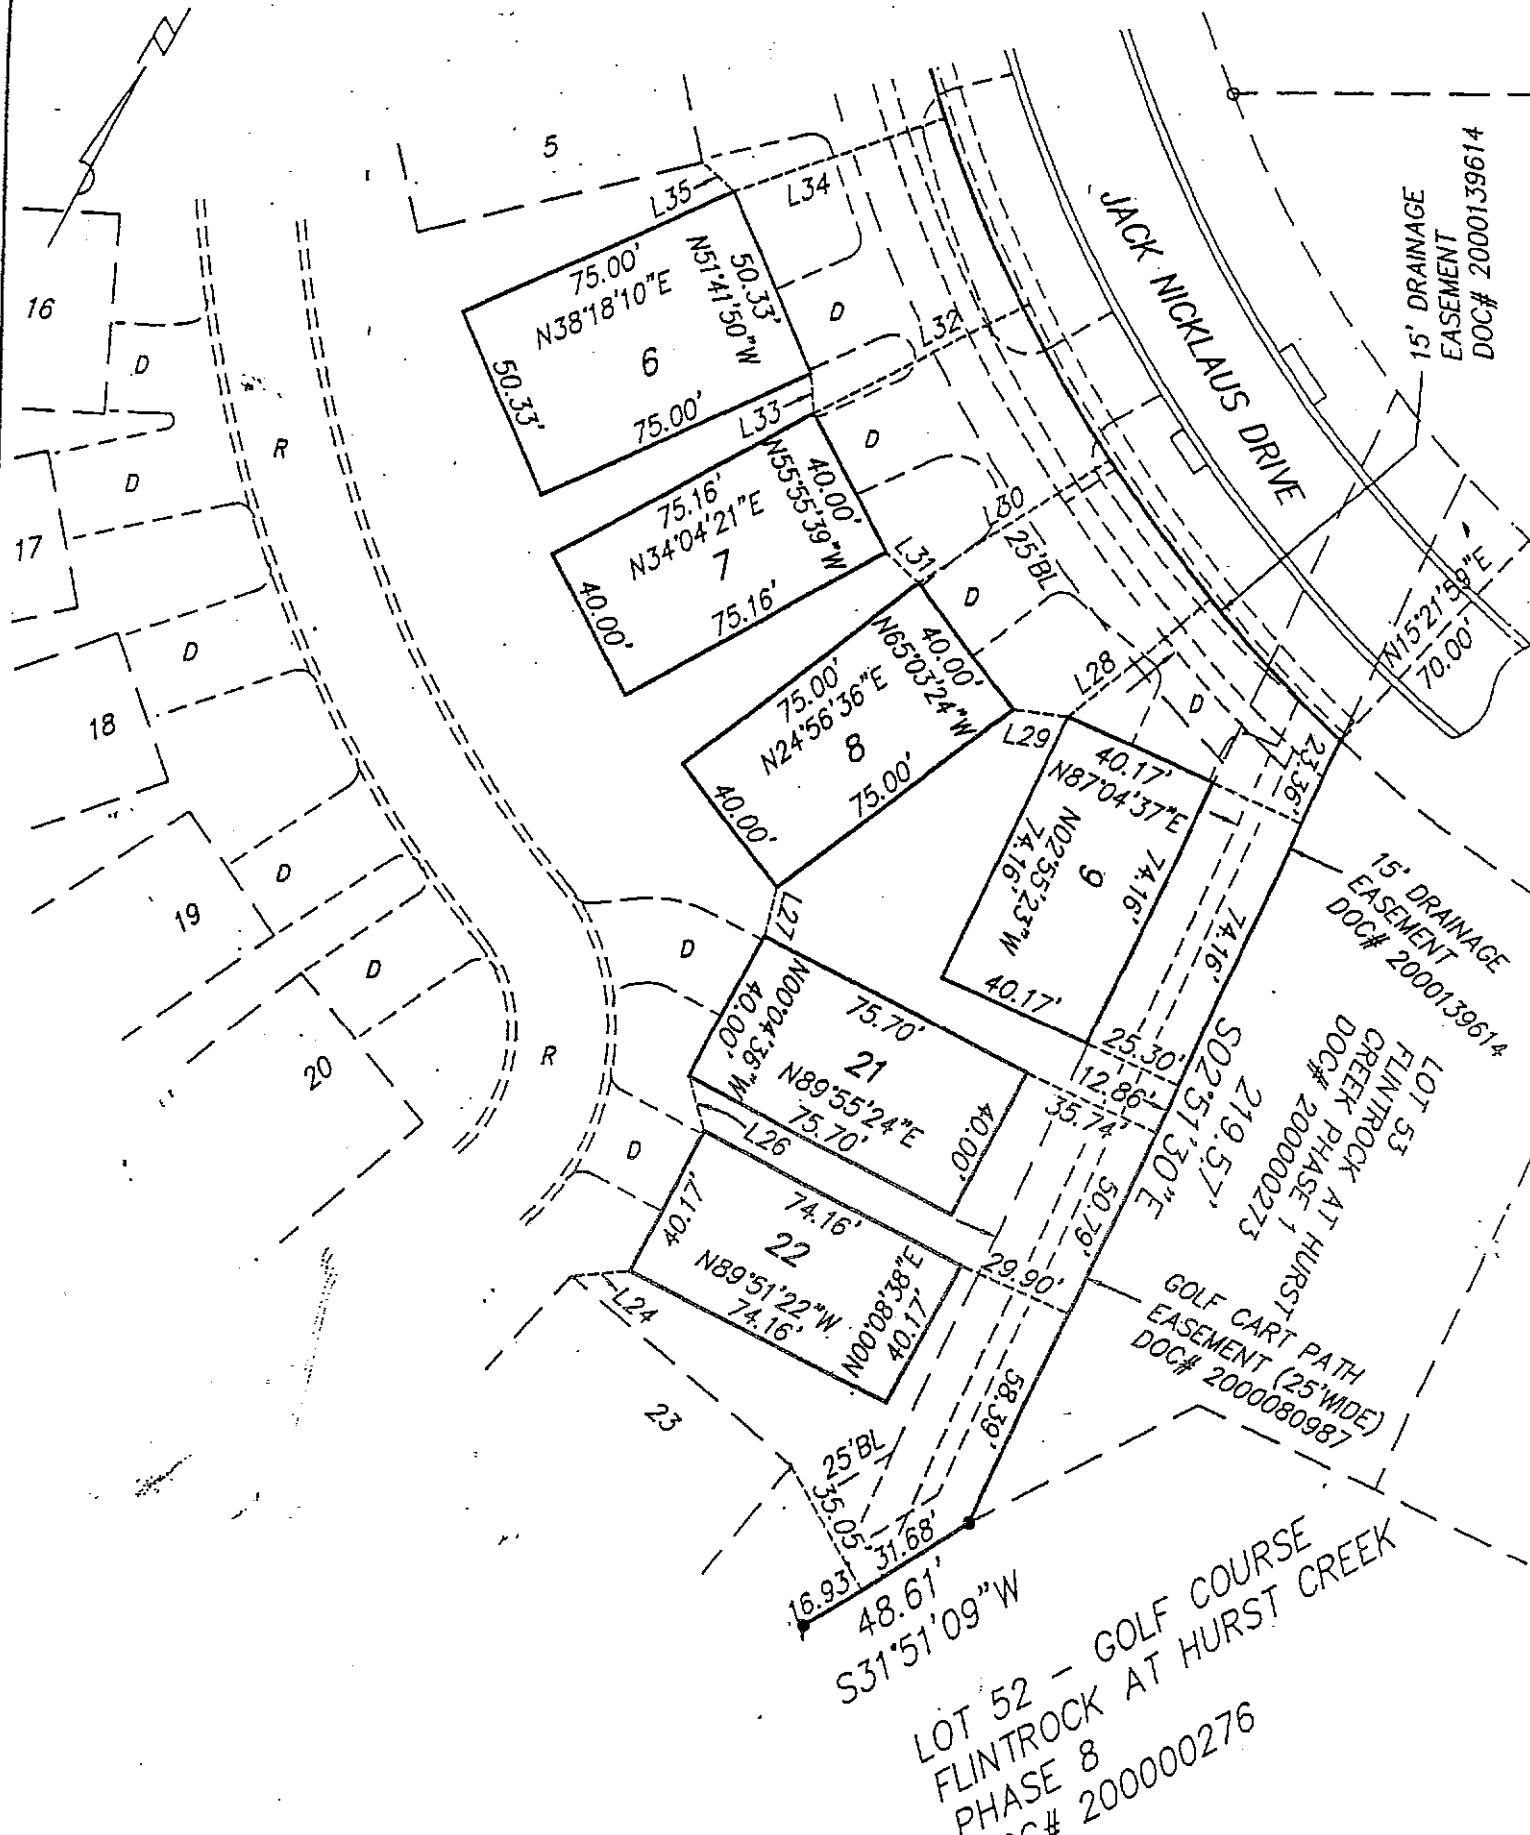 5
16
D
R
D
17
D
18
D
19
D
20
R
D
D
23
L35
L34
75.00'
N38°18'10"E
50.33'
N51°41'50"W
6
50.33'
75.00'
D
L33
L32
75.16'
N34°04'21"E
40.00'
N55°55'39"W
7
40.00'
75.16'
D
L31
L30
25'BL
75.00'
N24°56'36"E
40.00'
N65°03'24"W
8
40.00'
75.00'
D
L29
L28
D
40.17'
N87°04'37"E
N02°55'23"W
74.16'
9
74.16'
40.17'
L27
N00°04'36"W
40.00'
75.70'
21
N89°55'24"E
75.70'
40.00'
L26
40.17'
74.16'
22
N89°51'22"W
74.16'
N00°08'38"E
40.17'
L24
JACK NICKLAUS DRIVE
15' DRAINAGE
EASEMENT
DOC# 2000139614
N15°21'59"E
70.00'
23.36'
74.16'
15' DRAINAGE
EASEMENT
DOC# 2000139614
25.30'
12.86'
35.74'
50.79'
29.90'
58.39'
219.57'
S02°51'30"E
LOT 53
FLINTROCK AT HURST
CREEK PHASE 1
DOC# 200000273
GOLF CART PATH
EASEMENT (25'WIDE)
DOC# 2000080987
25'BL
35.05'
31.68'
16.93'
48.61'
S31°51'09"W
LOT 52 - GOLF COURSE
FLINTROCK AT HURST CREEK
PHASE 8
DOC# 200000276